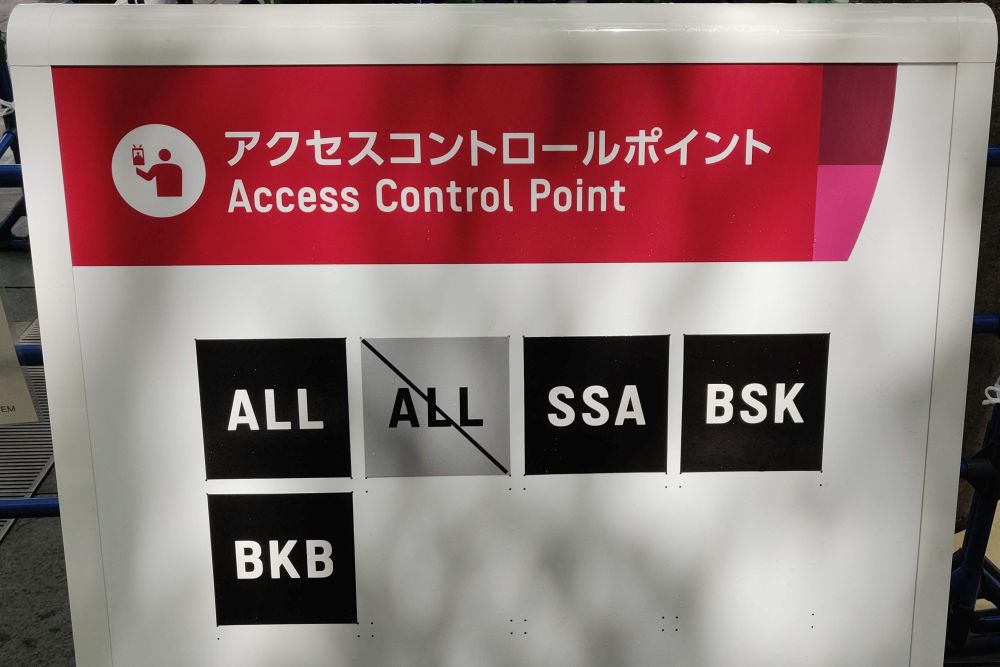 アクセスコントロールポイント
Access Control Point
ALL ALL SSA BSK
BKB
EM